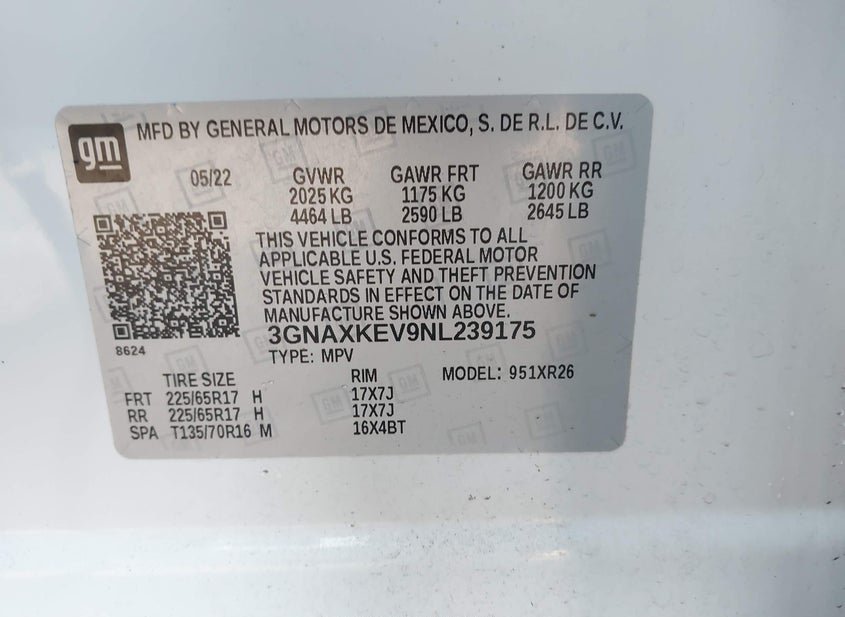 gm
MFD BY GENERAL MOTORS DE MEXICO, S. DE R.L. DE C.V.
05/22 GVWR GAWR FRT GAWR RR
2025 KG 1175 KG 1200 KG
4464 LB 2590 LB 2645 LB
THIS VEHICLE CONFORMS TO ALL
APPLICABLE U.S. FEDERAL MOTOR
VEHICLE SAFETY AND THEFT PREVENTION
STANDARDS IN EFFECT ON THE DATE OF
MANUFACTURE SHOWN ABOVE.
8624
3GNAXKEV9NL239175
TYPE: MPV
TIRE SIZE RIM MODEL: 951XR26
FRT 225/65R17 H 17X7J
RR 225/65R17 H 17X7J
SPA T135/70R16 M 16X4BT